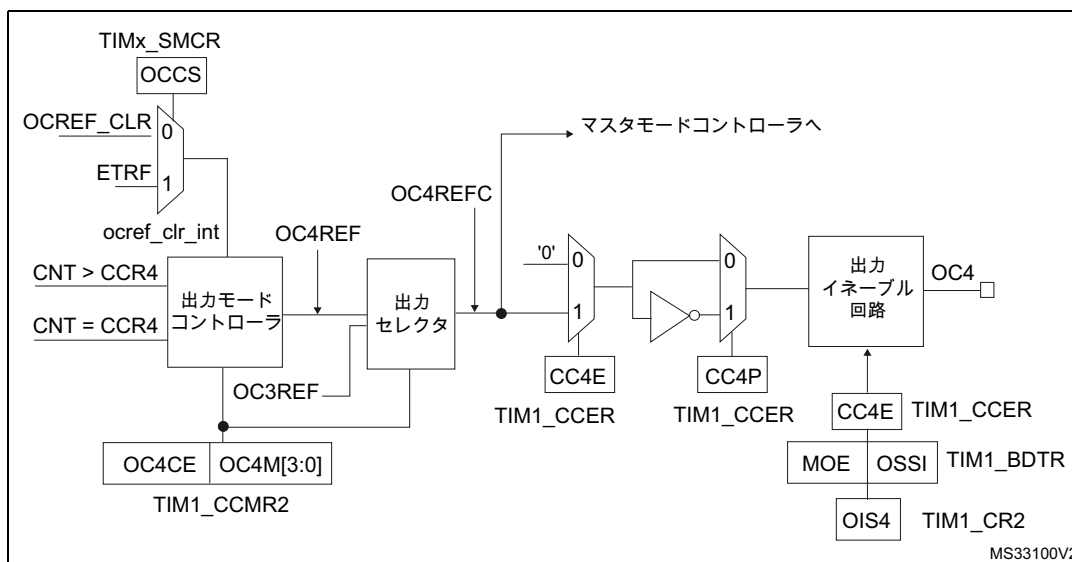 TIMx_SMCR
OCCS
OCREF_CLR
0
ETRF
1
ocref_clr_int
マスタモードコントローラへ
OC4REFC
OC4REF
CNT > CCR4
CNT = CCR4
出力モード
コントローラ
出力
セレクタ
OC3REF
'0'
0
1
0
1
出力
イネーブル
回路
OC4
CC4E
TIM1_CCER
CC4P
TIM1_CCER
CC4E
TIM1_CCER
MOE
OSSI
TIM1_BDTR
OIS4
TIM1_CR2
OC4CE
OC4M[3:0]
TIM1_CCMR2
MS33100V2